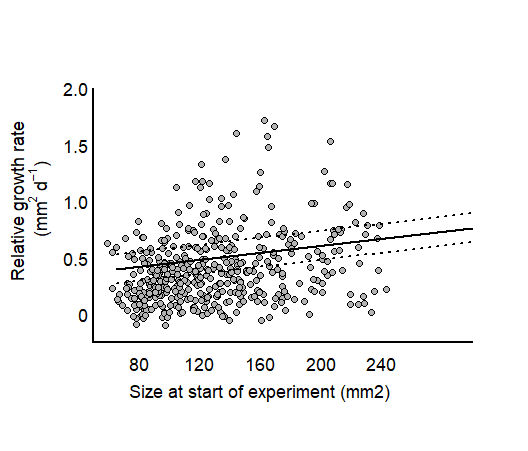 2.0
1.5
1.0
0.5
0
Relative growth rate
(mm² d⁻¹)
80 120 160 200 240
Size at start of experiment (mm2)